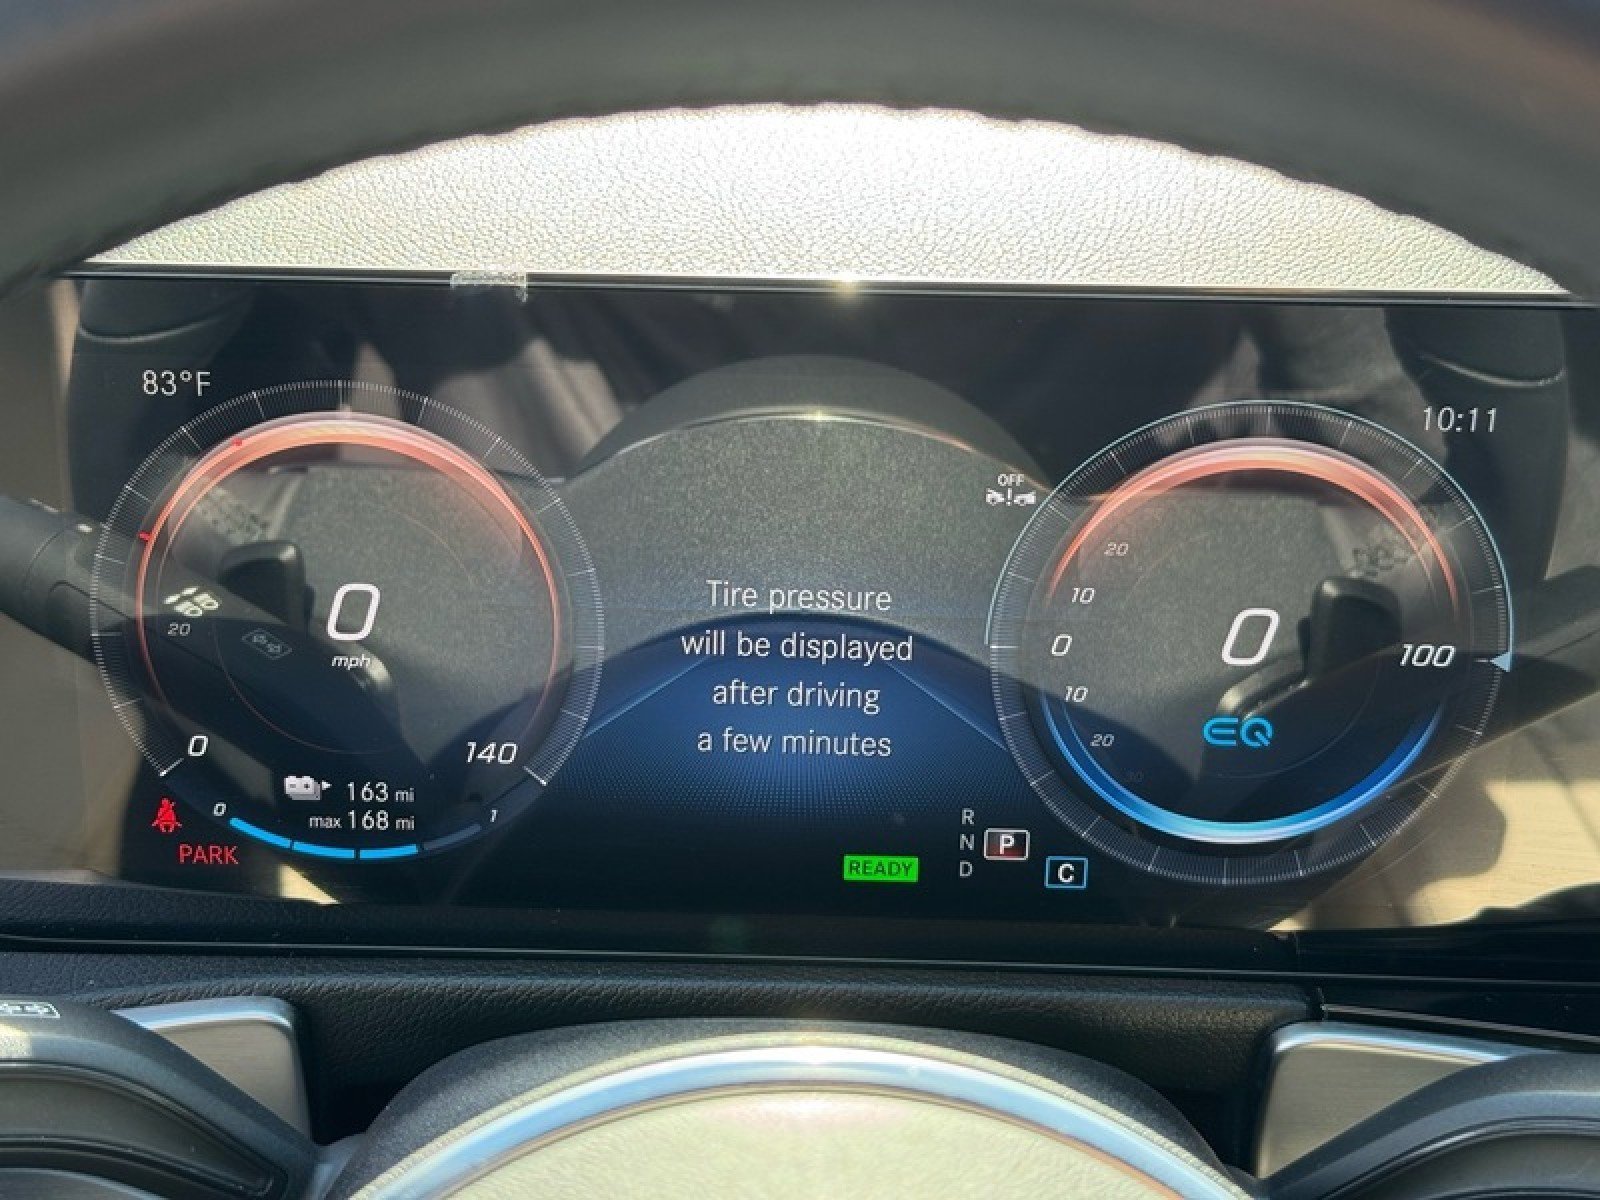 83°F
10:11
OFF
20
0
mph
0
140
163 mi
max 168 mi
0
1
PARK
Tire pressure
will be displayed
after driving
a few minutes
READY
R
N
D
P
C
20
10
0
10
20
30
0
100
EQ